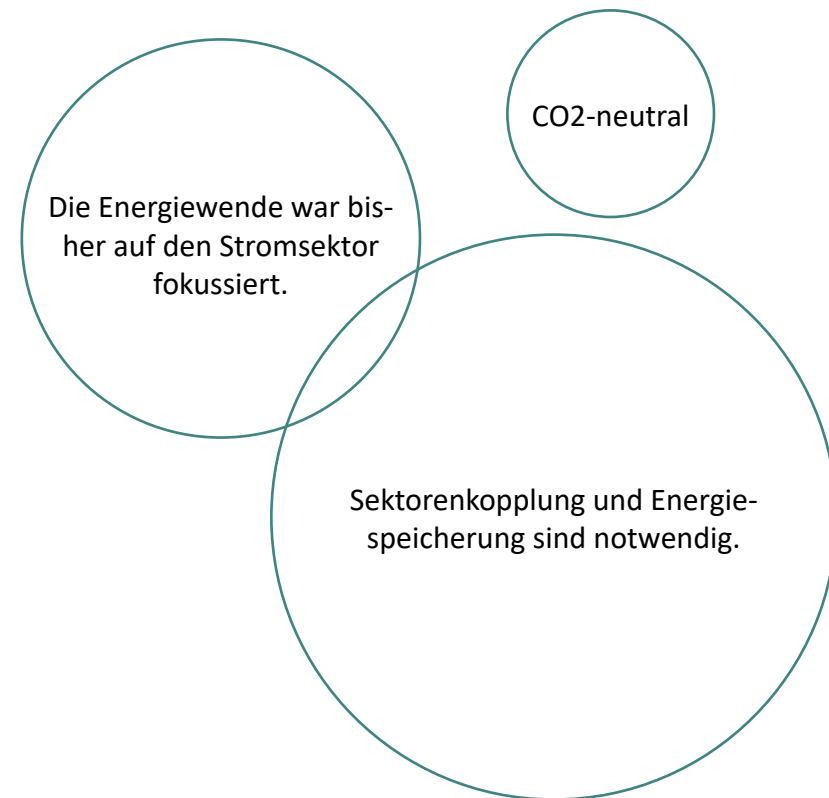 CO2-neutral
Die Energiewende war bis-
her auf den Stromsektor
fokussiert.
Sektorenkopplung und Energie-
speicherung sind notwendig.